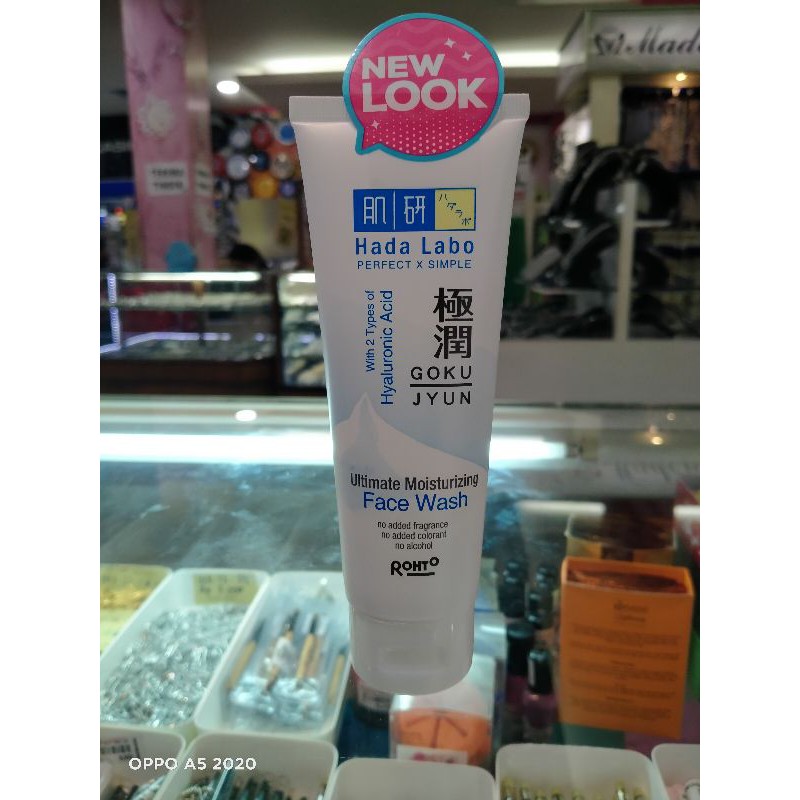 NEW
LOOK
肌研
ハダラボ
Hada Labo
PERFECT X SIMPLE
With 2 Types of
Hyaluronic Acid
極
潤
GOKU
JYUN
Ultimate Moisturizing
Face Wash
no added fragrance
no added colorant
no alcohol
ROHTO
OPPO A5 2020